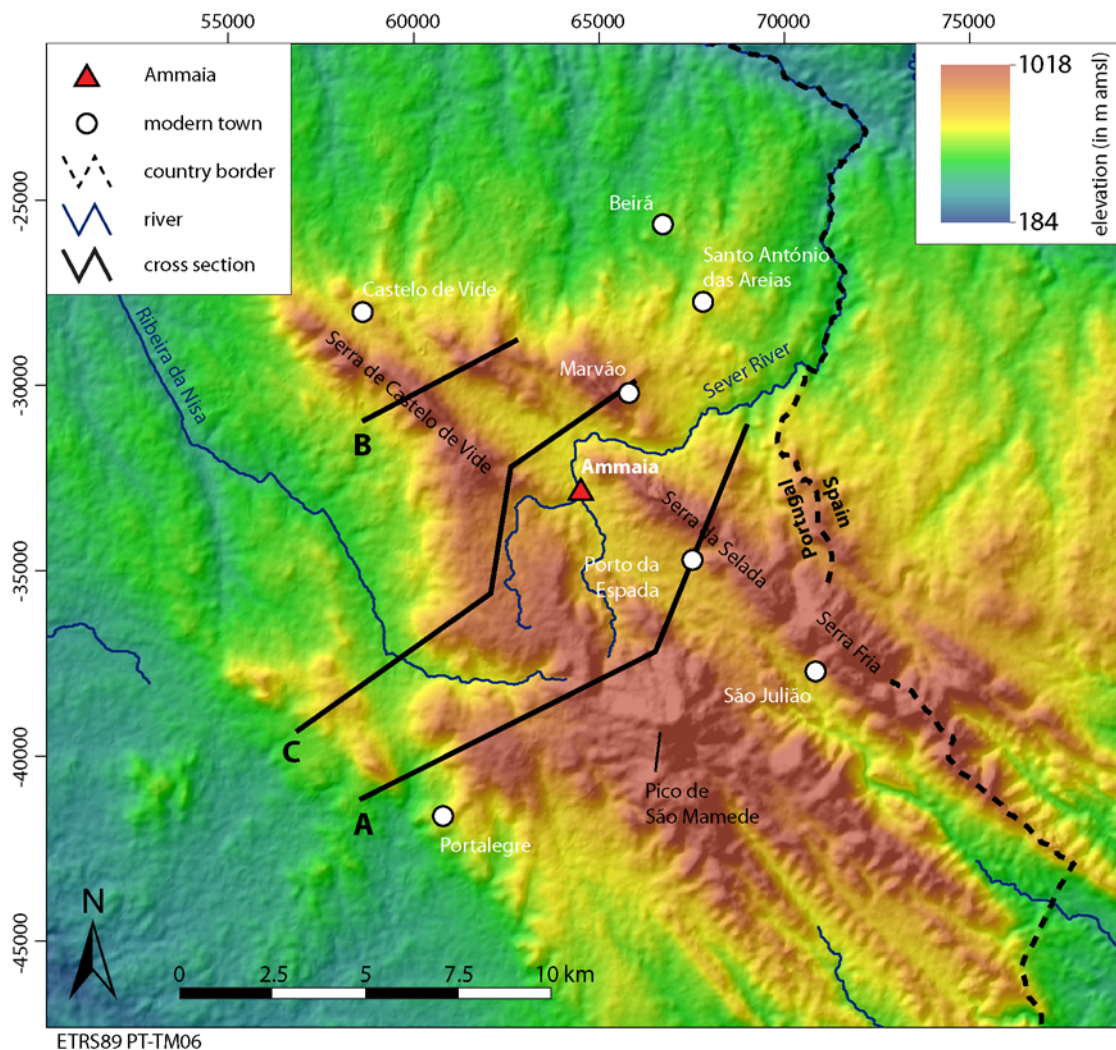 55000
60000
65000
70000
75000
-25000
-30000
-35000
-40000
-45000
Ammaia
modern town
country border
river
cross section
1018
184
elevation (in m amsl)
Beirã
Santo António
das Areias
Castelo de Vide
Ribeira da Nisa
Serra de Castelo de Vide
Marvão
Sever River
B
Ammaia
Spain
Portugal
Serra da Selada
Porto da
Espada
Serra Fria
São Julião
C
A
Pico de
São Mamede
Portalegre
N
0
2.5
5
7.5
10 km
ETRS89 PT-TM06